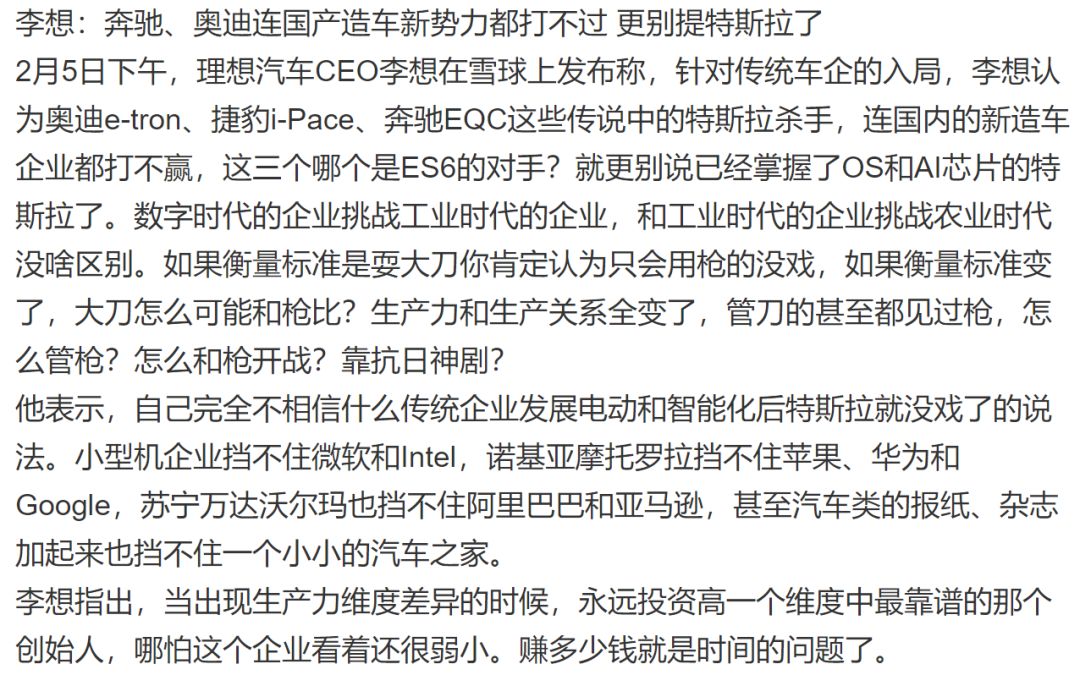 李想：奔驰、奥迪连国产造车新势力都打不过 更别提特斯拉了
2月5日下午，理想汽车CEO李想在雪球上发布称，针对传统车企的入局，李想认
为奥迪e-tron、捷豹i-Pace、奔驰EQC这些传说中的特斯拉杀手，连国内的新造车
企业都打不赢，这三个哪个是ES6的对手？就更别说已经掌握了OS和AI芯片的特
斯拉了。数字时代的企业挑战工业时代的企业，和工业时代的企业挑战农业时代
没啥区别。如果衡量标准是耍大刀你肯定认为只会用枪的没戏，如果衡量标准变
了，大刀怎么可能和枪比？生产力和生产关系全变了，管刀的甚至都见过枪，怎
么管枪？怎么和枪开战？靠抗日神剧？
他表示，自己完全不相信什么传统企业发展电动和智能化后特斯拉就没戏了的说
法。小型机企业挡不住微软和Intel，诺基亚摩托罗拉挡不住苹果、华为和
Google，苏宁万达沃尔玛也挡不住阿里巴巴和亚马逊，甚至汽车类的报纸、杂志
加起来也挡不住一个小小的汽车之家。
李想指出，当出现生产力维度差异的时候，永远投资高一个维度中最靠谱的那个
创始人，哪怕这个企业看着还很弱小。赚多少钱就是时间的问题了。